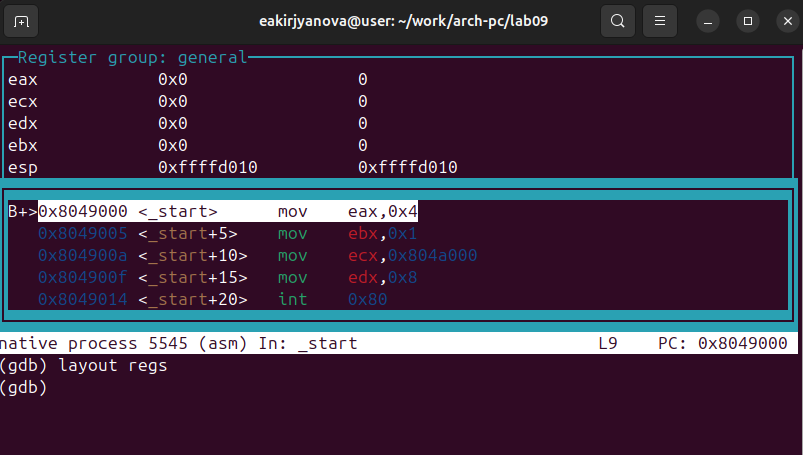 eakirjyanova@user: ~/work/arch-pc/lab09
Register group: general
eax 0x0 0
ecx 0x0 0
edx 0x0 0
ebx 0x0 0
esp 0xffffd010 0xffffd010
B+>0x8049000 <_start> mov eax,0x4
0x8049005 <_start+5> mov ebx,0x1
0x804900a <_start+10> mov ecx,0x804a000
0x804900f <_start+15> mov edx,0x8
0x8049014 <_start+20> int 0x80
native process 5545 (asm) In: _start L9 PC: 0x8049000
(gdb) layout regs
(gdb)